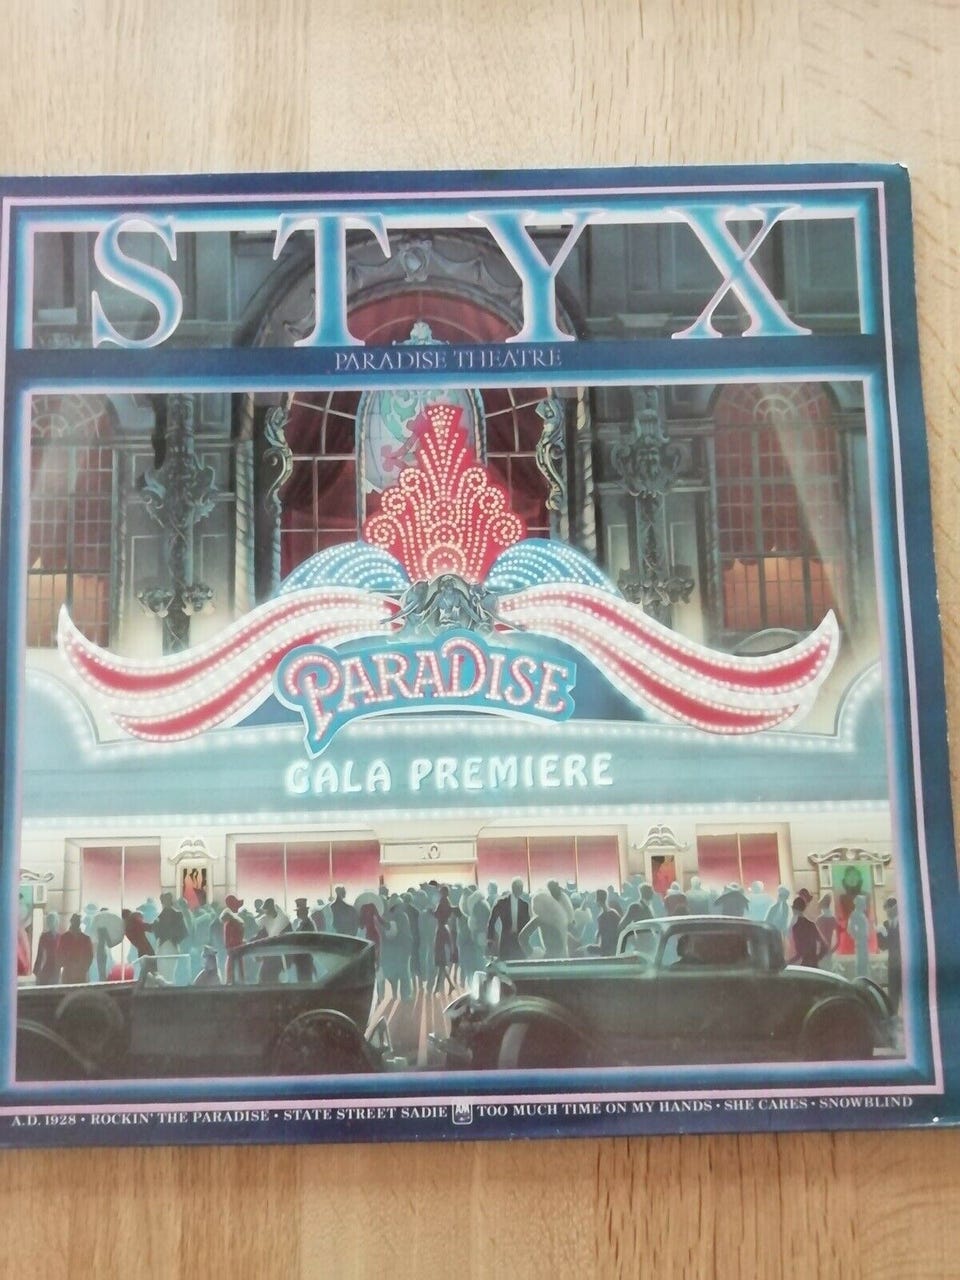 STYX
PARADISE THEATRE
PARADISE
GALA PREMIERE
10
A.D. 1928 • ROCKIN' THE PARADISE • STATE STREET SADIE A&M TOO MUCH TIME ON MY HANDS • SHE CARES • SNOWBLIND